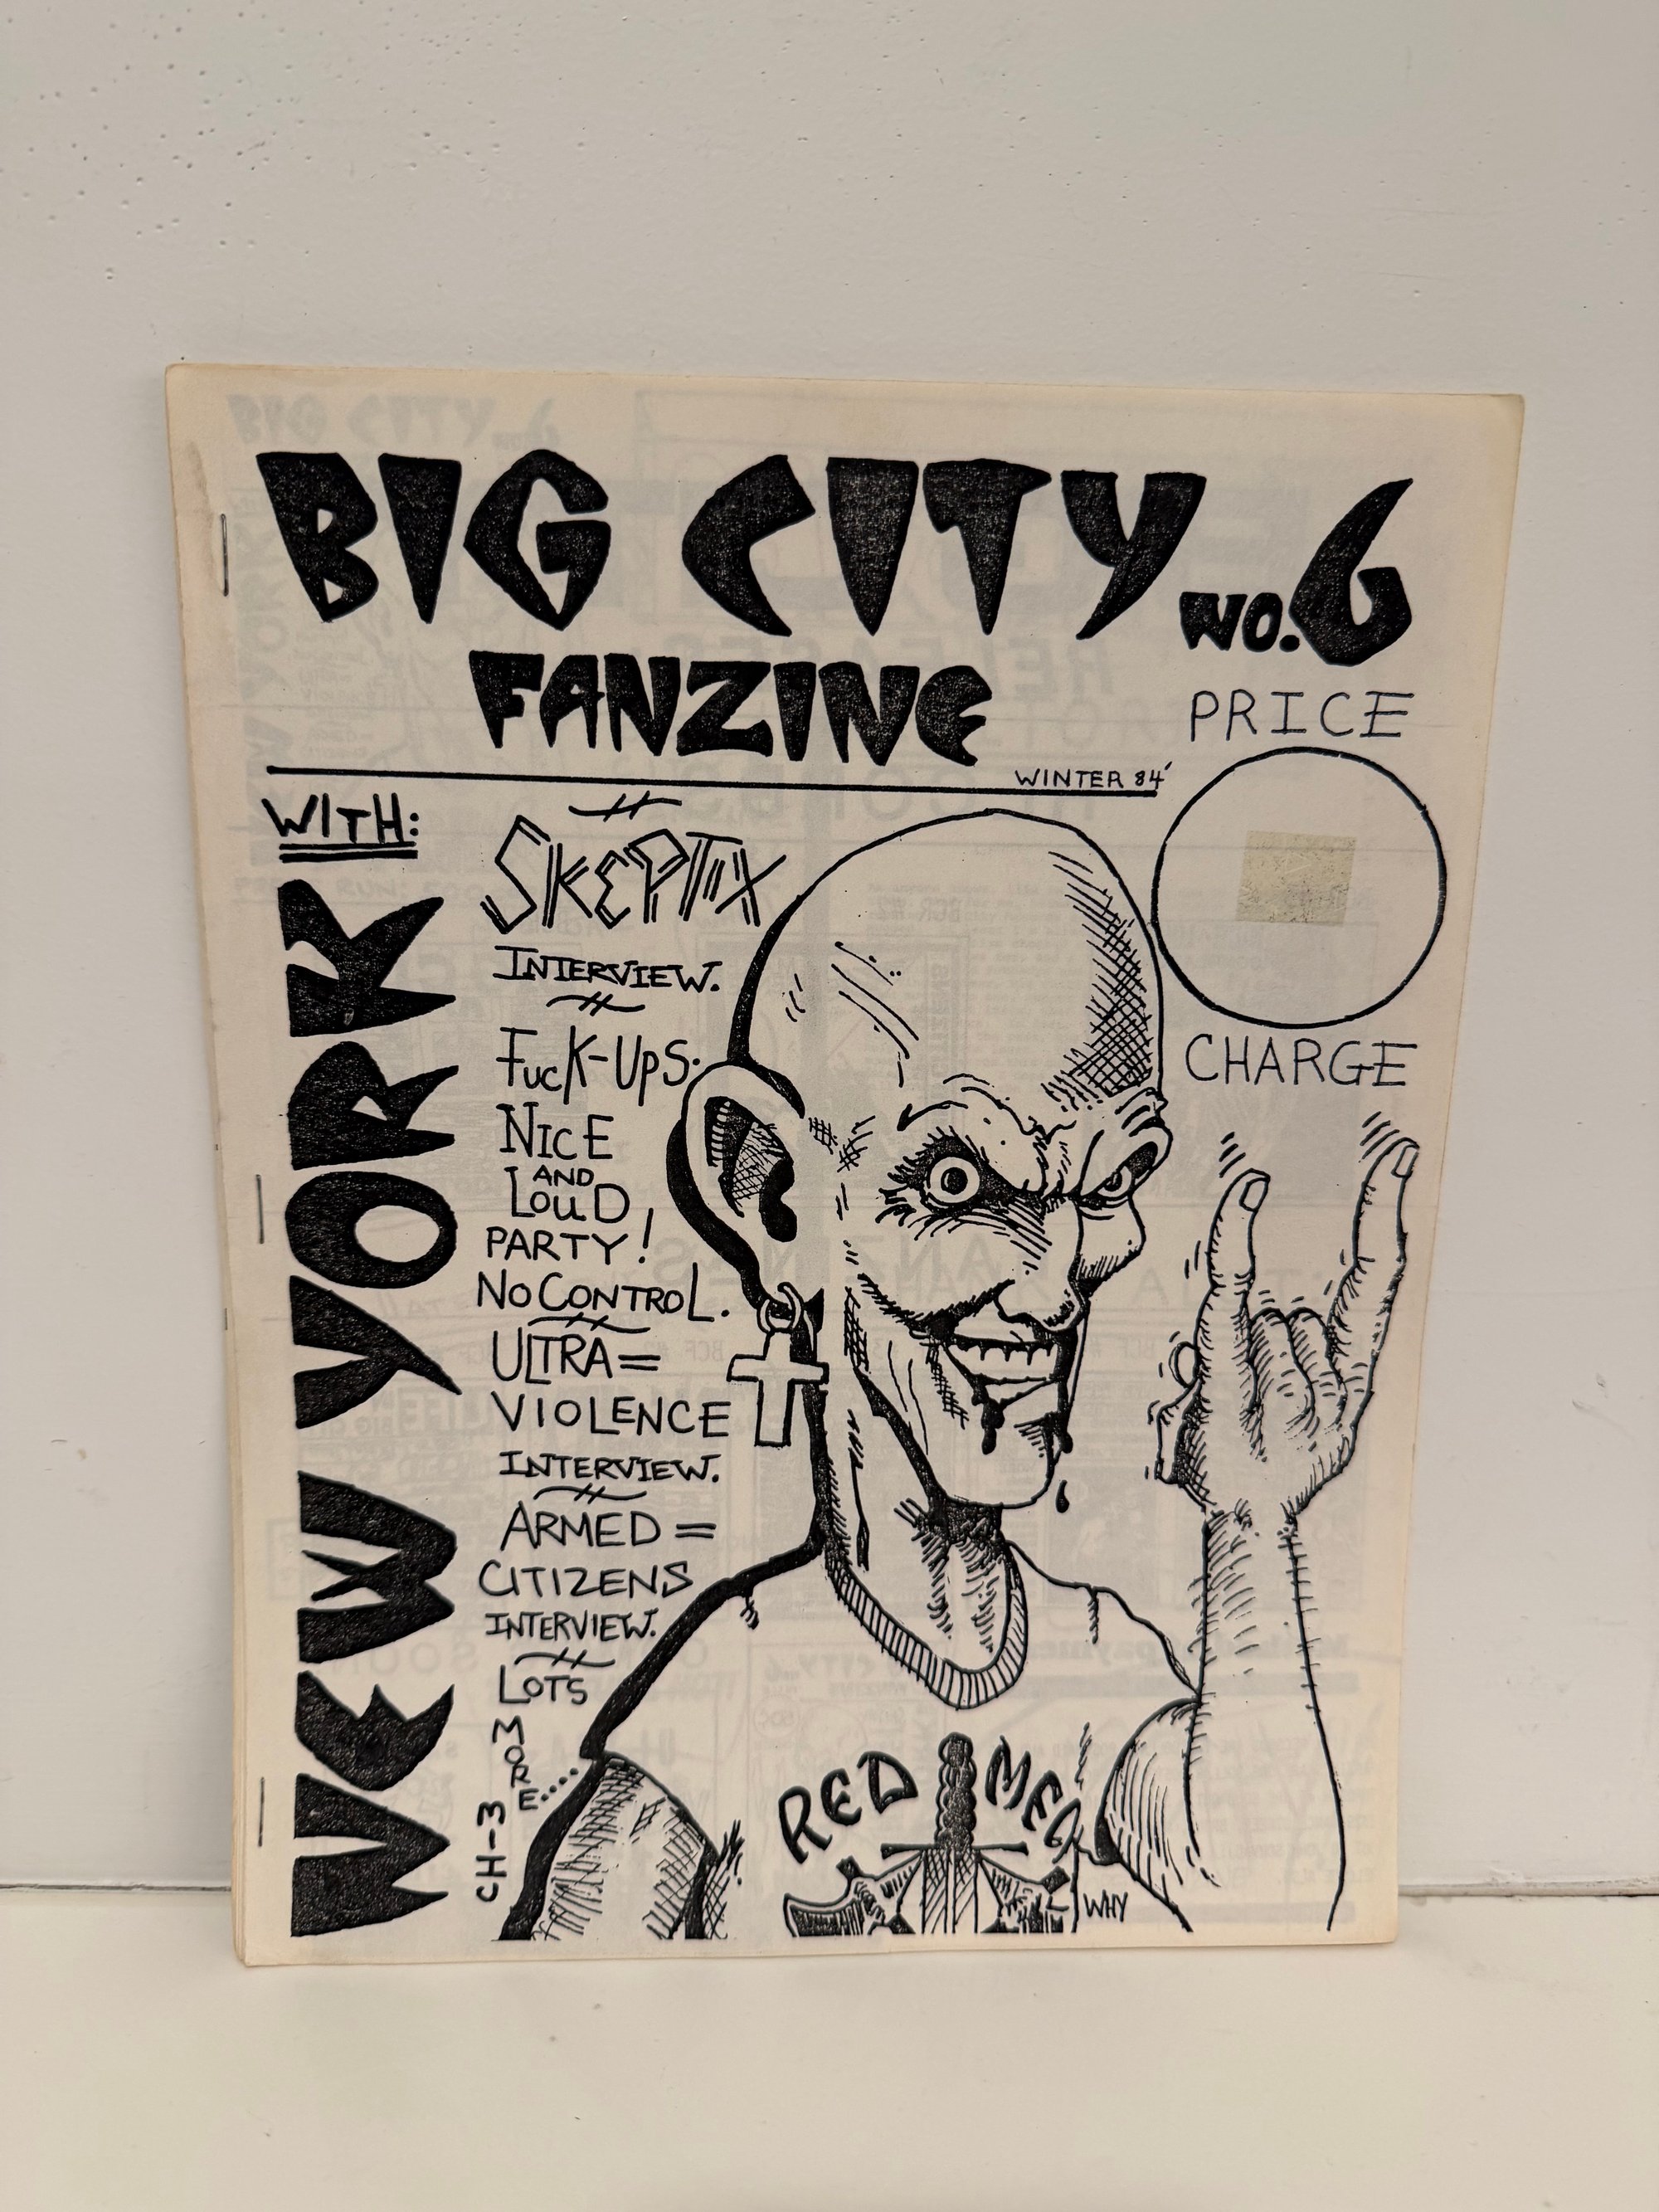 BIG CITY NO. 6
FANZINE
WINTER 84'
PRICE
CHARGE
WITH:
NEW YORK
SKEPTIX
INTERVIEW.
FUCK-UPS.
NICE
AND
LOUD
PARTY!
NO CONTROL.
ULTRA=
VIOLENCE
INTERVIEW.
ARMED=
CITIZENS
INTERVIEW.
LOTS
MORE....
CH-3
RED MEA
WHY